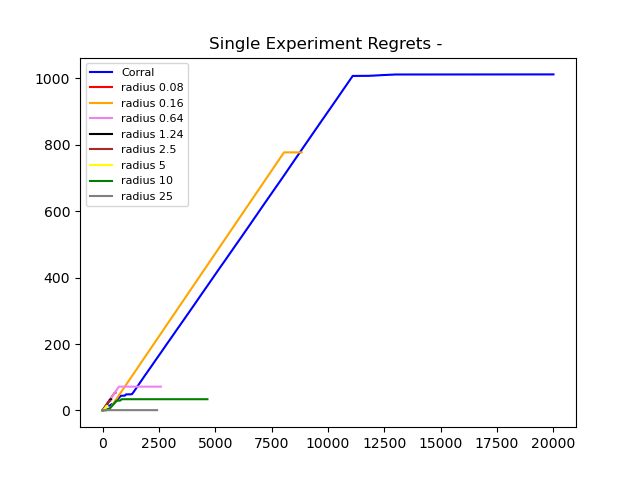 Single Experiment Regrets -
1000
800
600
400
200
0
Corral
radius 0.08
radius 0.16
radius 0.64
radius 1.24
radius 2.5
radius 5
radius 10
radius 25
0 2500 5000 7500 10000 12500 15000 17500 20000